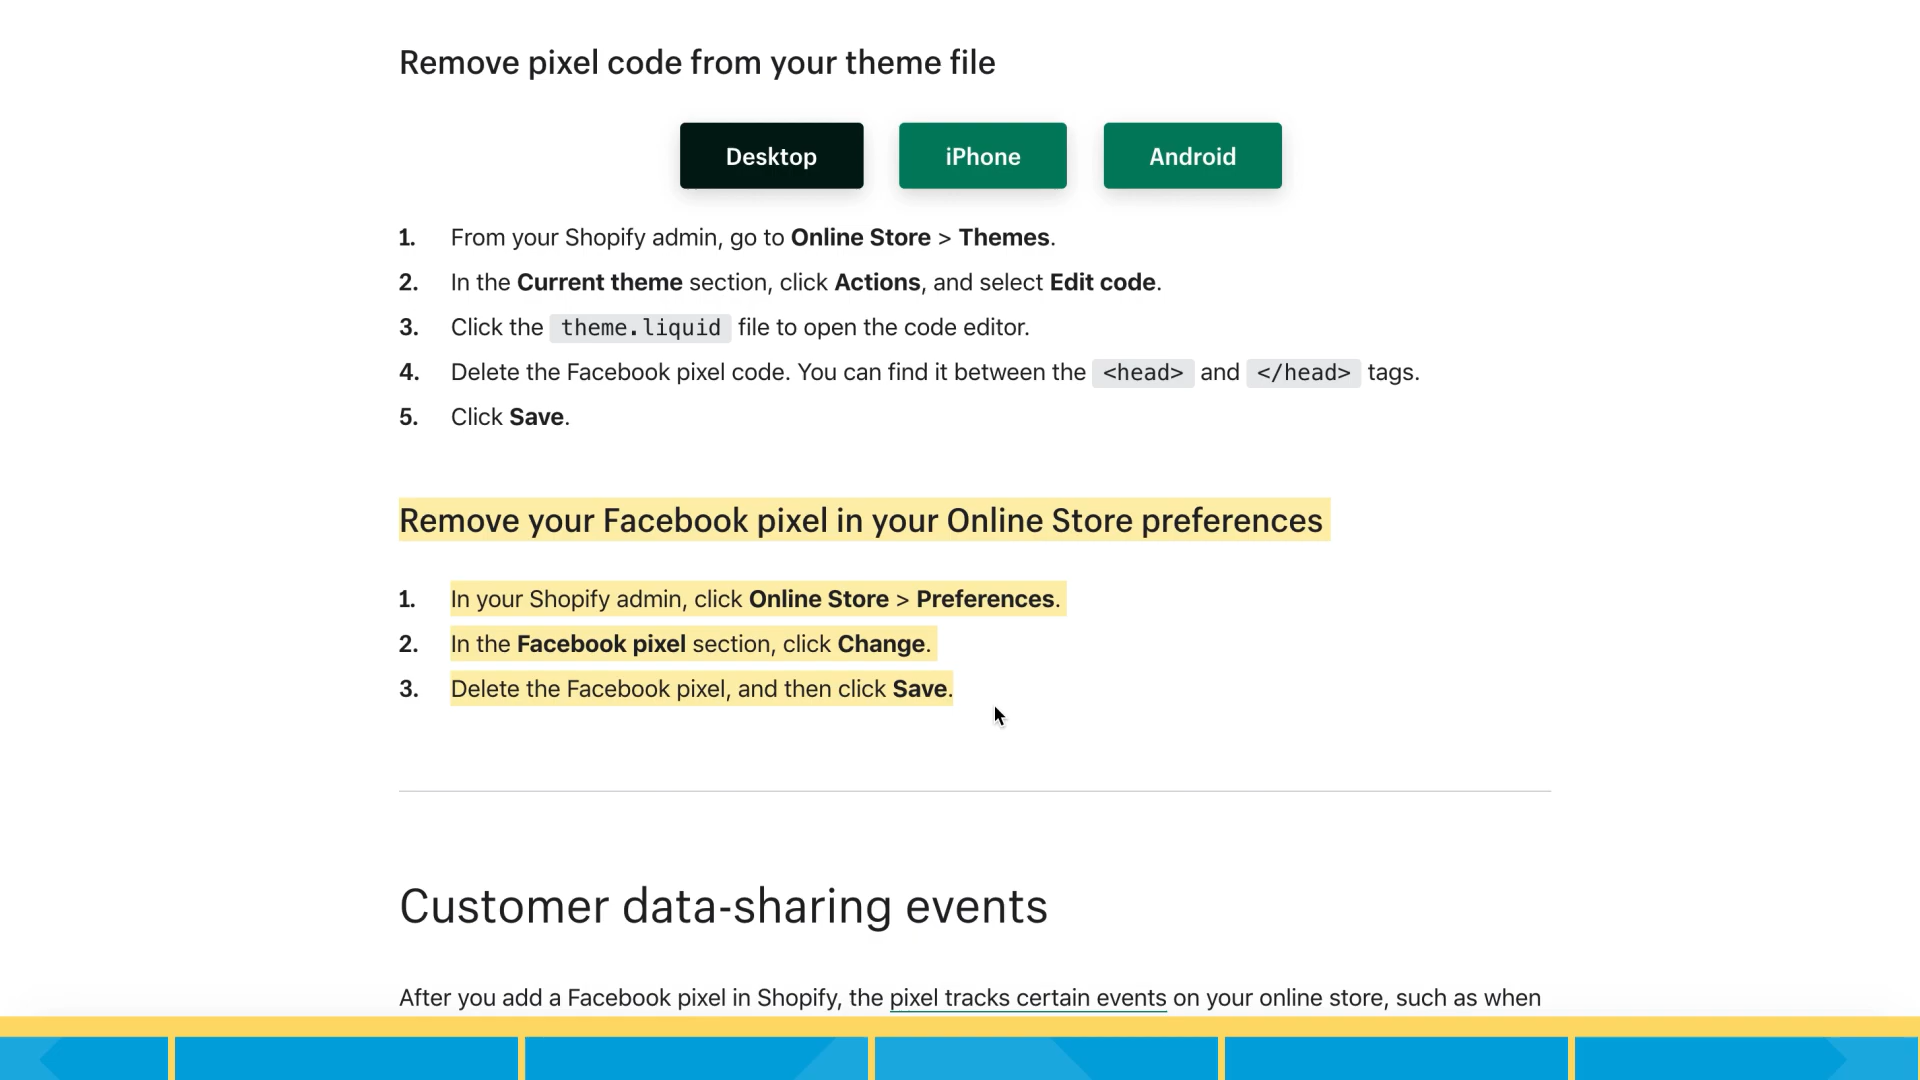 Remove pixel code from your theme file
Desktop iPhone Android
1. From your Shopify admin, go to Online Store > Themes.
2. In the Current theme section, click Actions, and select Edit code.
3. Click the theme.liquid file to open the code editor.
4. Delete the Facebook pixel code. You can find it between the <head> and </head> tags.
5. Click Save.
Remove your Facebook pixel in your Online Store preferences
1. In your Shopify admin, click Online Store > Preferences.
2. In the Facebook pixel section, click Change.
3. Delete the Facebook pixel, and then click Save.
Customer data-sharing events
After you add a Facebook pixel in Shopify, the pixel tracks certain events on your online store, such as when